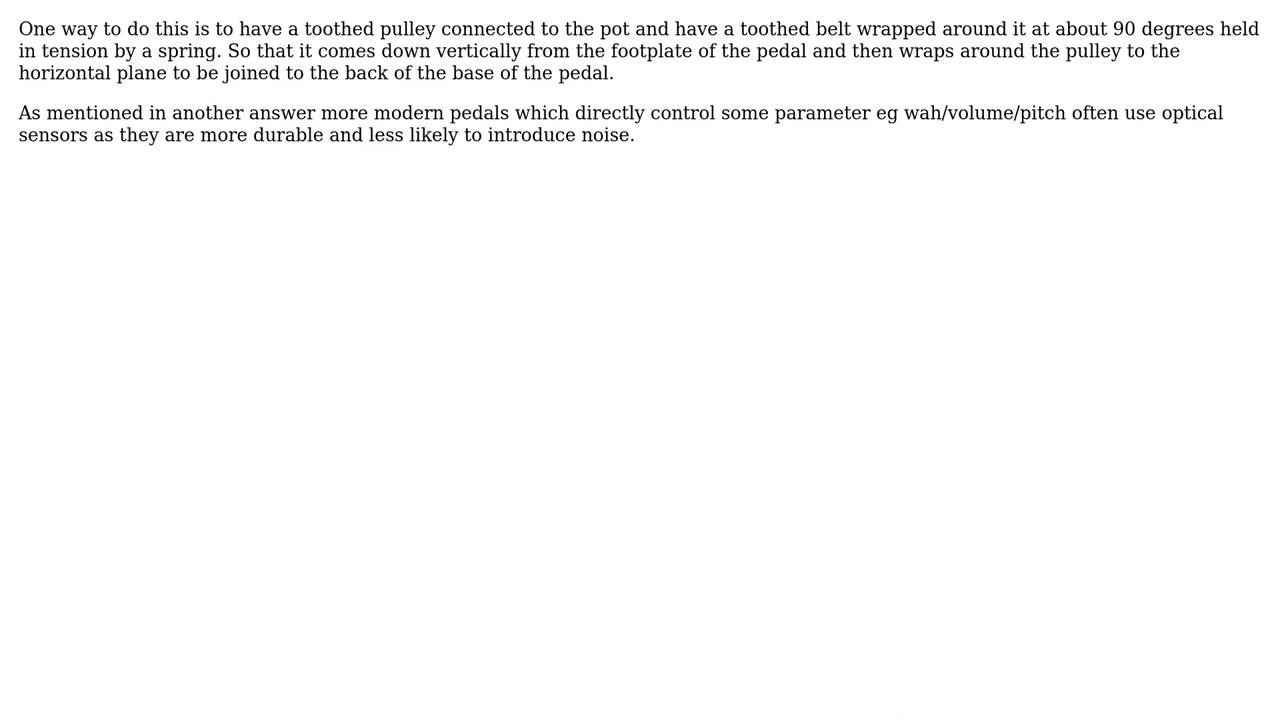 One way to do this is to have a toothed pulley connected to the pot and have a toothed belt wrapped around it at about 90 degrees held
in tension by a spring. So that it comes down vertically from the footplate of the pedal and then wraps around the pulley to the
horizontal plane to be joined to the back of the base of the pedal.
As mentioned in another answer more modern pedals which directly control some parameter eg wah/volume/pitch often use optical
sensors as they are more durable and less likely to introduce noise.